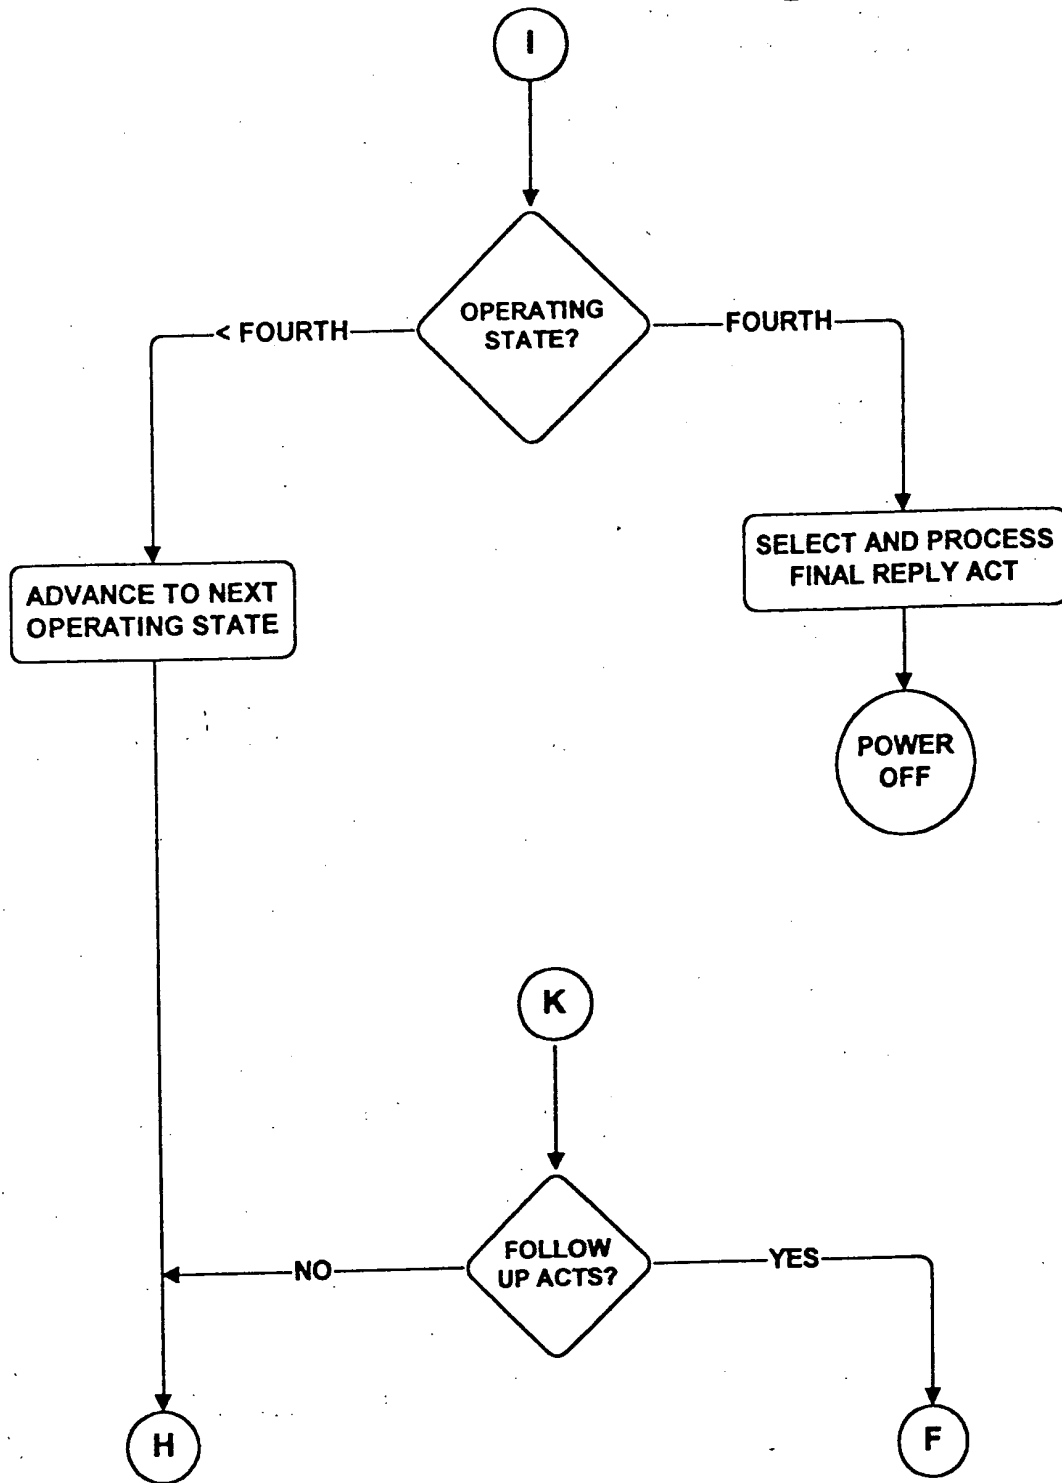 I
OPERATING
STATE?
< FOURTH
FOURTH
SELECT AND PROCESS
FINAL REPLY ACT
ADVANCE TO NEXT
OPERATING STATE
POWER
OFF
K
FOLLOW
UP ACTS?
NO
YES
H
F